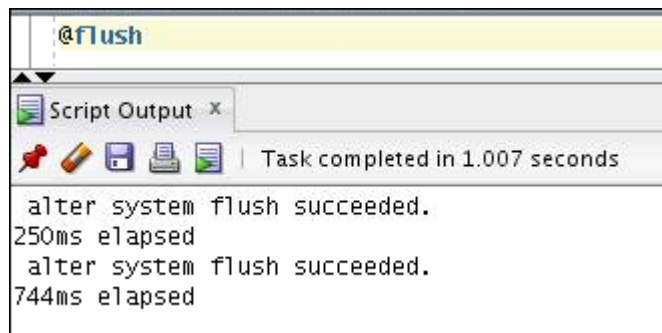 @flush
Script Output x
Task completed in 1.007 seconds
alter system flush succeeded.
250ms elapsed
alter system flush succeeded.
744ms elapsed